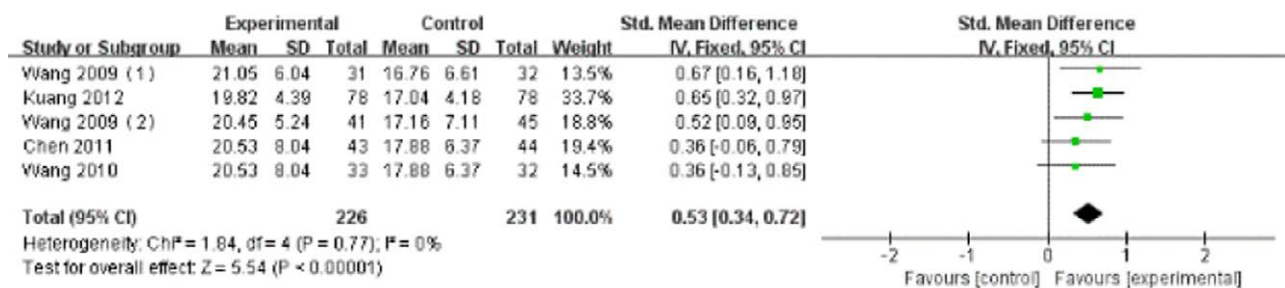 Experimental Control Std. Mean Difference Std. Mean Difference
Study or Subgroup Mean SD Total Mean SD Total Weight IV, Fixed, 95% CI IV, Fixed, 95% CI
Wang 2009 (1) 21.05 6.04 31 16.76 6.61 32 13.5% 0.67 [0.16, 1.18]
Kuang 2012 19.82 4.39 78 17.04 4.18 78 33.7% 0.65 [0.32, 0.97]
Wang 2009 (2) 20.45 5.24 41 17.16 7.11 45 18.8% 0.52 [0.09, 0.95]
Chen 2011 20.53 8.04 43 17.88 6.37 44 19.4% 0.36 [-0.06, 0.79]
Wang 2010 20.53 8.04 33 17.88 6.37 32 14.5% 0.36 [-0.13, 0.85]
Total (95% CI) 226 231 100.0% 0.53 [0.34, 0.72]
Heterogeneity: Chi² = 1.84, df = 4 (P = 0.77); I² = 0%
Test for overall effect: Z = 5.54 (P < 0.00001)
-2 -1 0 1 2
Favours [control] Favours [experimental]